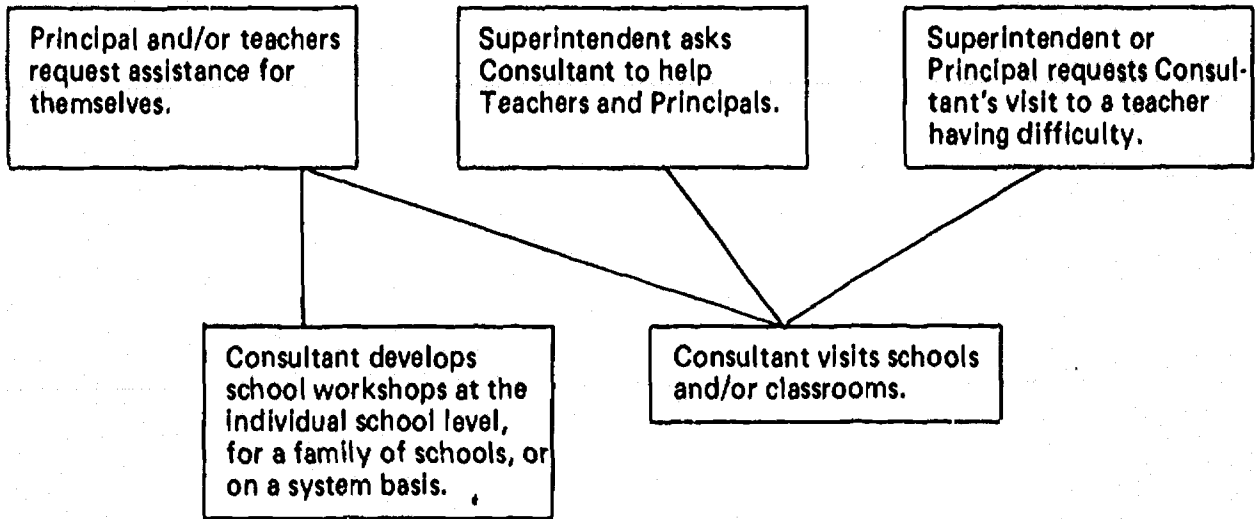 Principal and/or teachers
request assistance for
themselves.
Superintendent asks
Consultant to help
Teachers and Principals.
Superintendent or
Principal requests Consul-
tant's visit to a teacher
having difficulty.
Consultant develops
school workshops at the
individual school level,
for a family of schools, or
on a system basis.
Consultant visits schools
and/or classrooms.